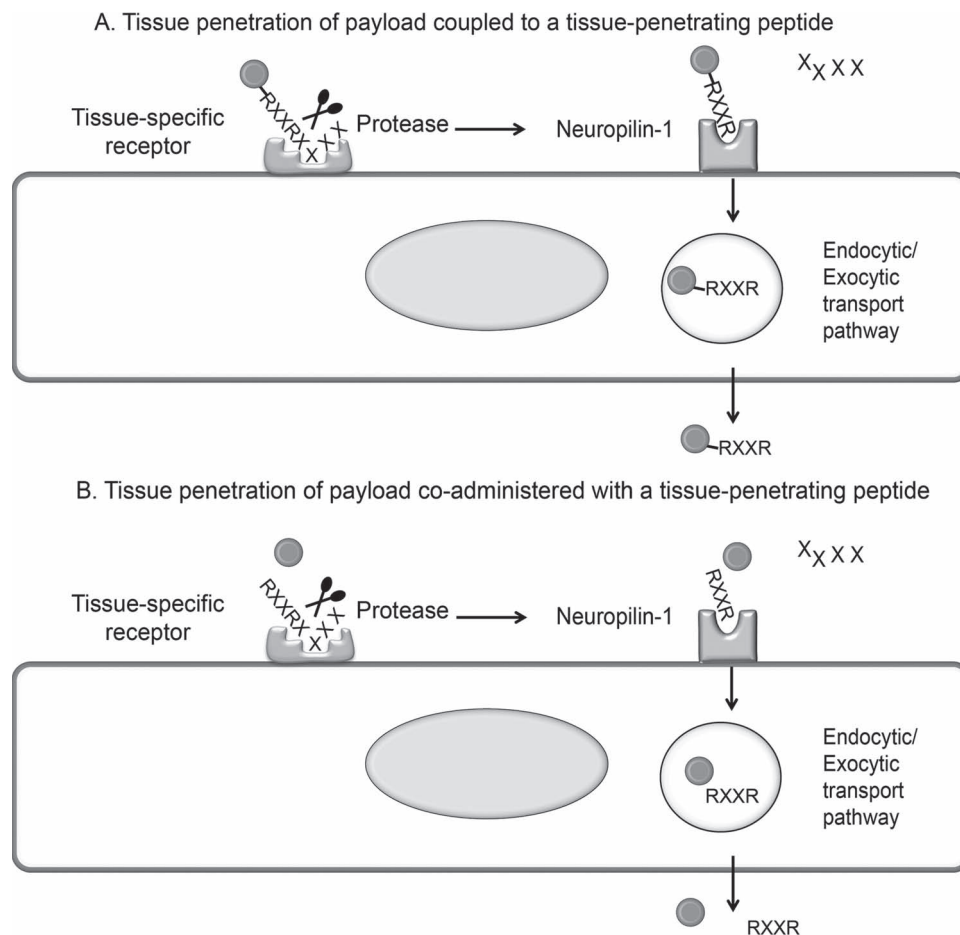 A. Tissue penetration of payload coupled to a tissue-penetrating peptide
Tissue-specific
receptor
RXXRX
X
X
X
Protease
Neuropilin-1
RXXR
X X X X
RXXR
Endocytic/
Exocytic
transport
pathway
RXXR
B. Tissue penetration of payload co-administered with a tissue-penetrating peptide
Tissue-specific
receptor
RXXRX
X
X
X
Protease
Neuropilin-1
RXXR
X X X X
RXXR
Endocytic/
Exocytic
transport
pathway
RXXR